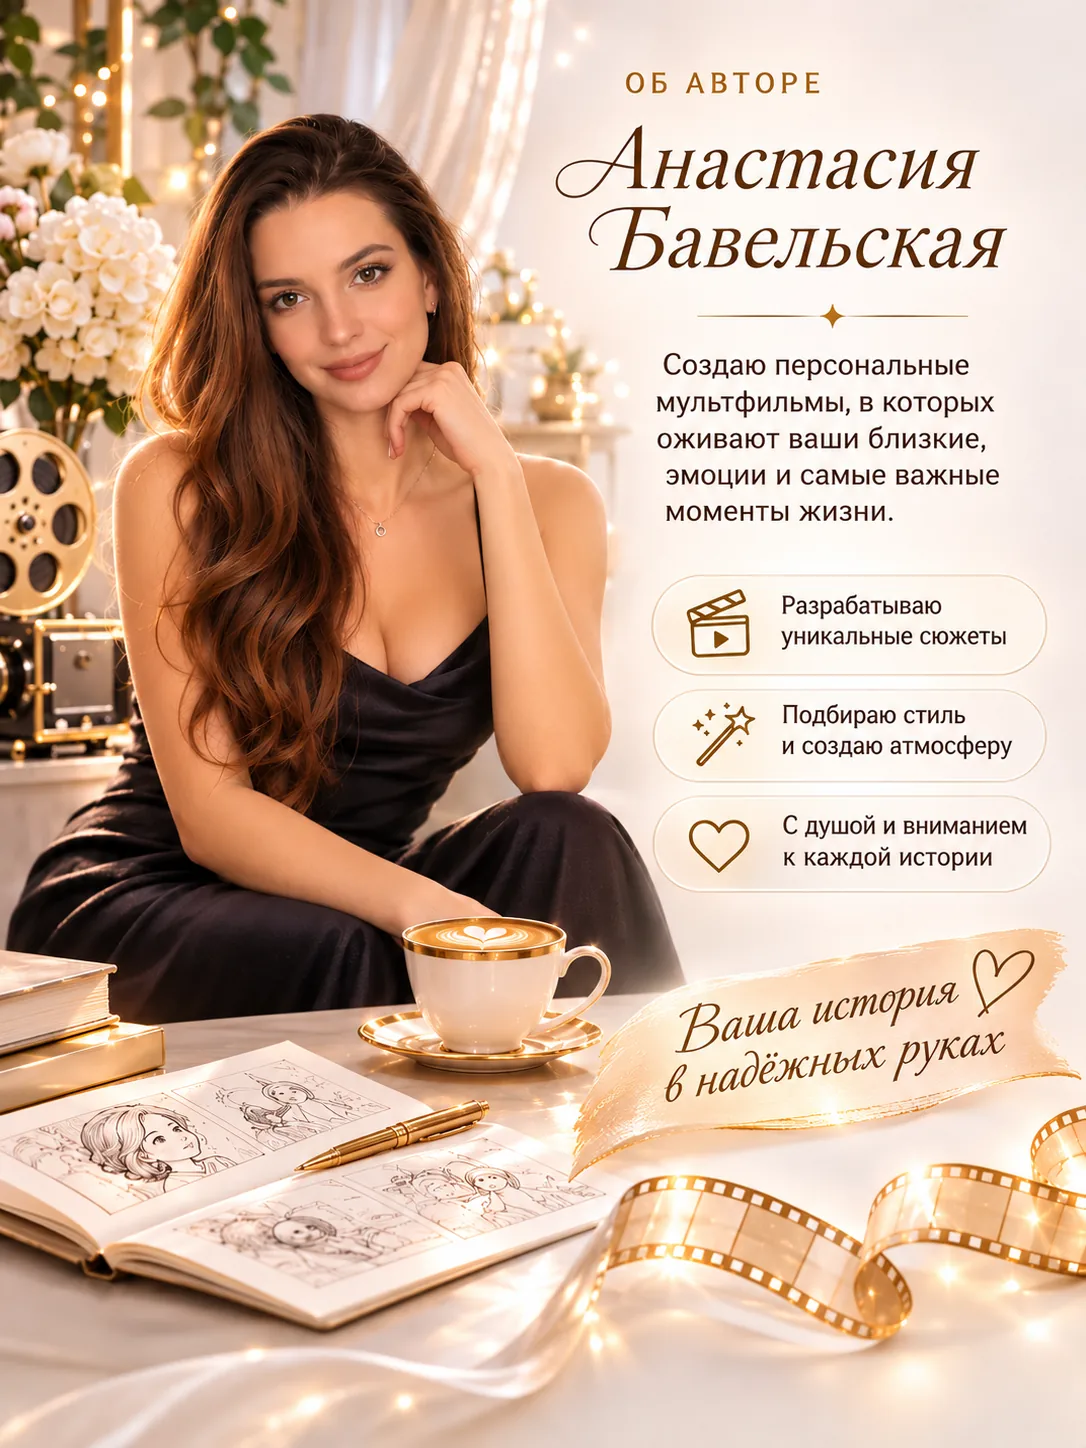 ОБ АВТОРЕ
Анастасия
Бавельская
Создаю персональные
мультфильмы, в которых
оживают ваши близкие,
эмоции и самые важные
моменты жизни.
Разрабатываю
уникальные сюжеты
Подбираю стиль
и создаю атмосферу
С душой и вниманием
к каждой истории
Ваша история
в надёжных руках